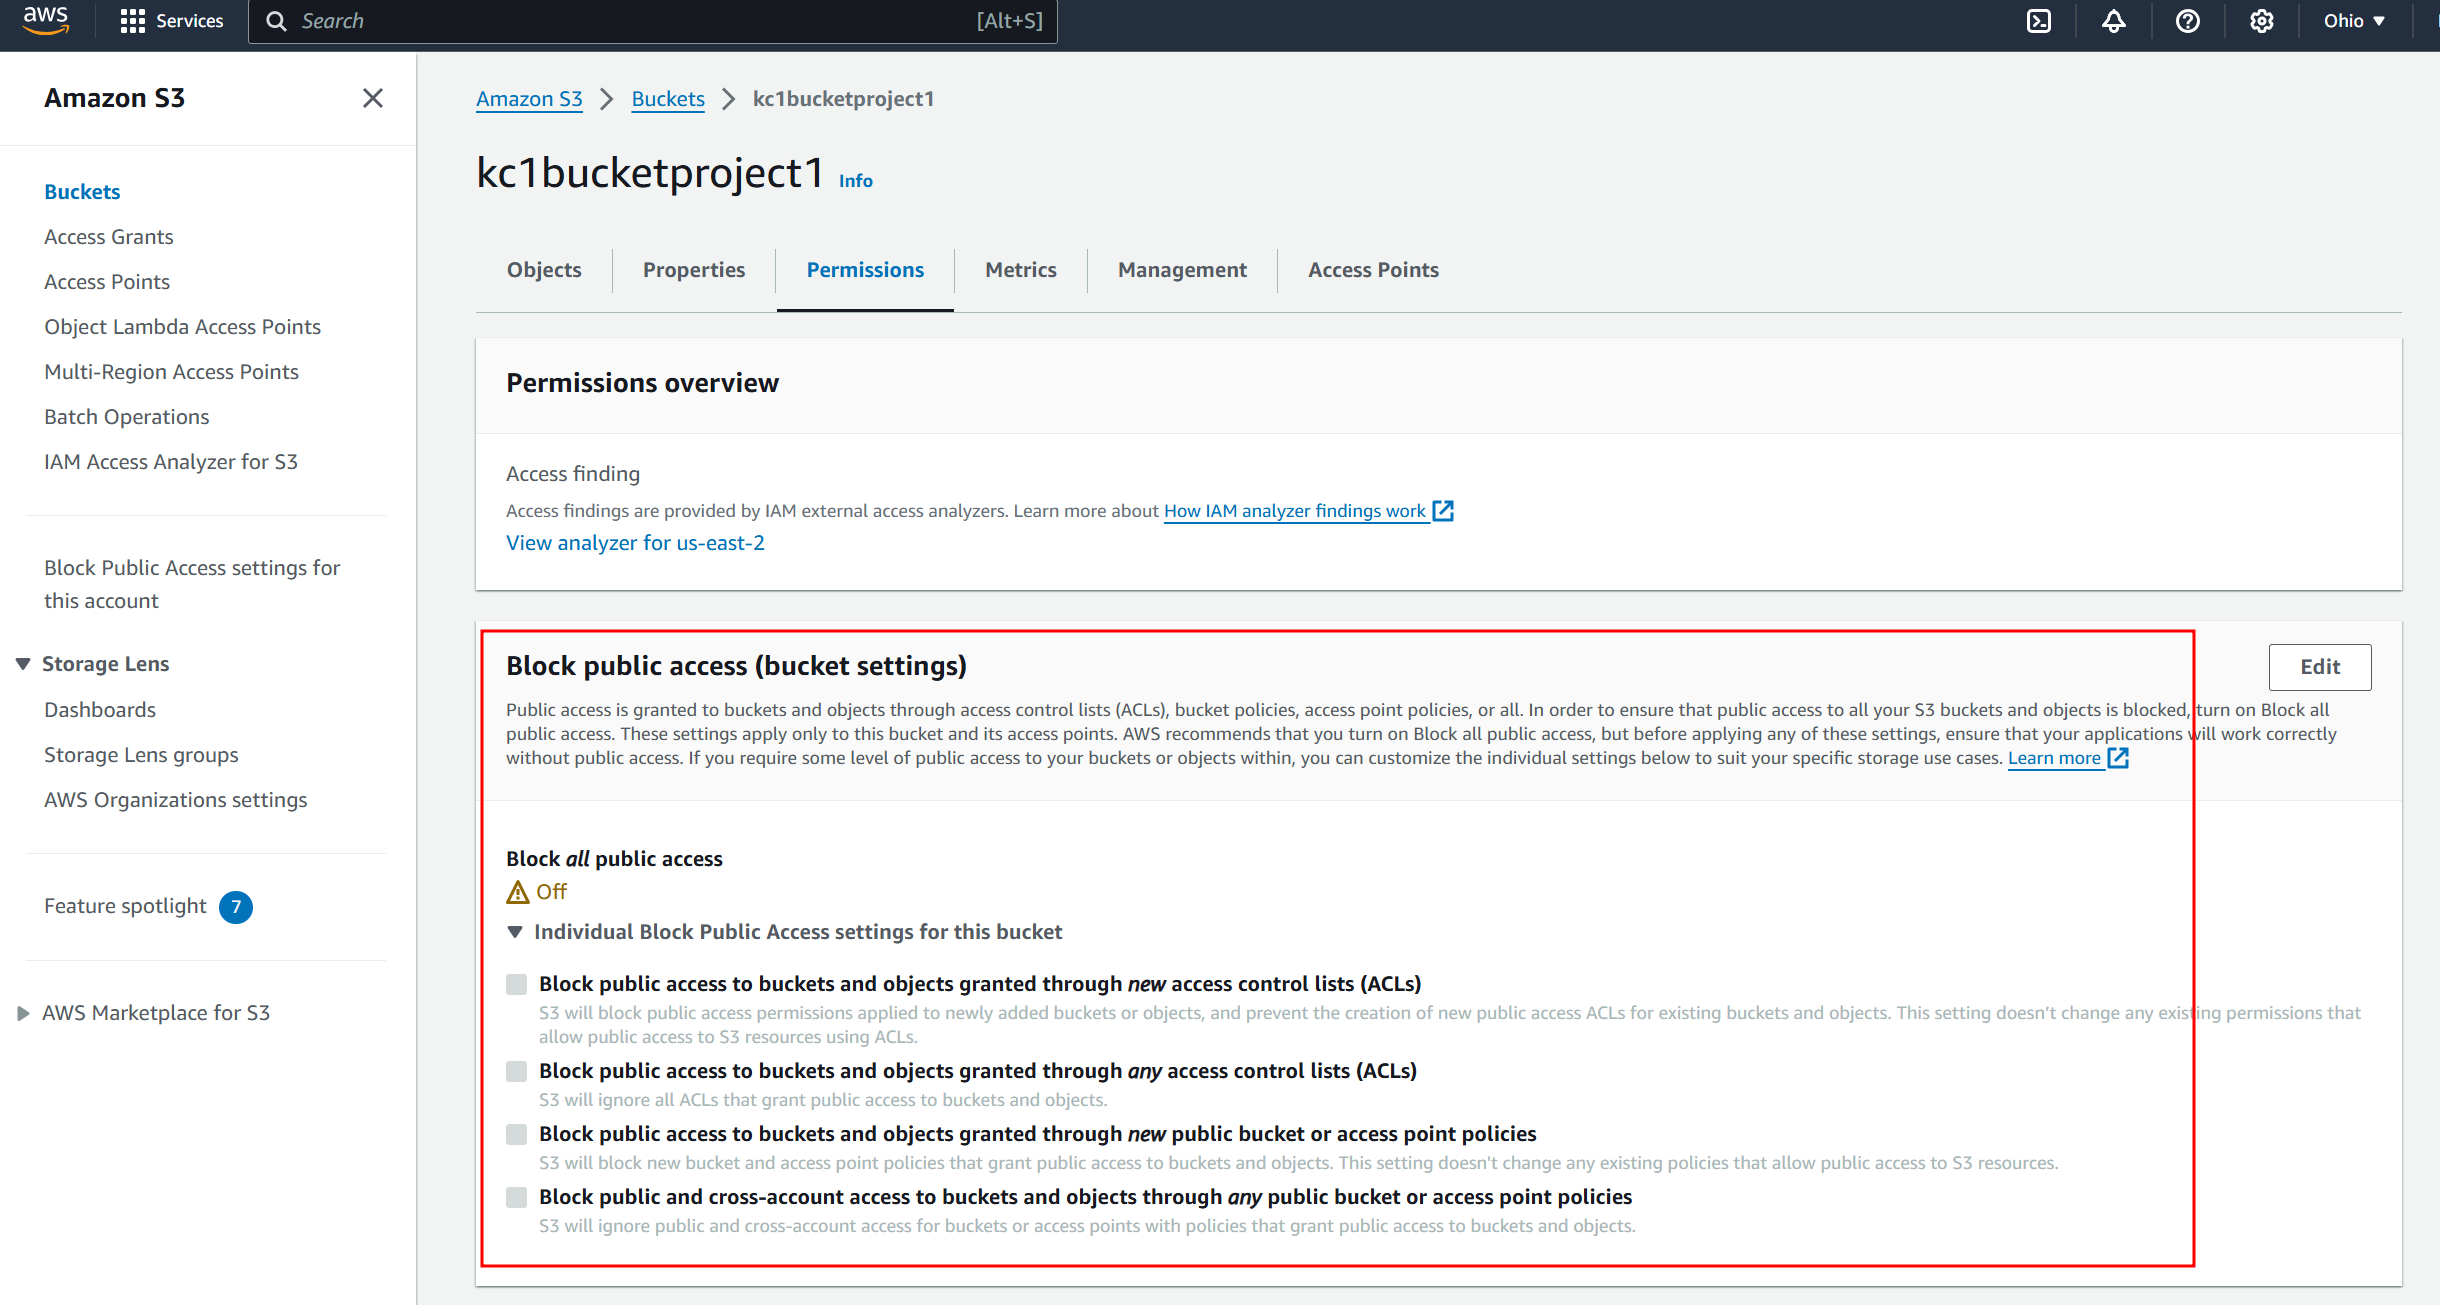 aws
Services
Search
[Alt+S]
Ohio
Amazon S3
Buckets
Access Grants
Access Points
Object Lambda Access Points
Multi-Region Access Points
Batch Operations
IAM Access Analyzer for S3
Block Public Access settings for
this account
Storage Lens
Dashboards
Storage Lens groups
AWS Organizations settings
Feature spotlight 7
AWS Marketplace for S3
Amazon S3 > Buckets > kc1bucketproject1
kc1bucketproject1 Info
Objects
Properties
Permissions
Metrics
Management
Access Points
Permissions overview
Access finding
Access findings are provided by IAM external access analyzers. Learn more about How IAM analyzer findings work
View analyzer for us-east-2
Block public access (bucket settings)
Edit
Public access is granted to buckets and objects through access control lists (ACLs), bucket policies, access point policies, or all. In order to ensure that public access to all your S3 buckets and objects is blocked, turn on Block all
public access. These settings apply only to this bucket and its access points. AWS recommends that you turn on Block all public access, but before applying any of these settings, ensure that your applications will work correctly
without public access. If you require some level of public access to your buckets or objects within, you can customize the individual settings below to suit your specific storage use cases. Learn more
Block all public access
Off
Individual Block Public Access settings for this bucket
Block public access to buckets and objects granted through new access control lists (ACLs)
S3 will block public access permissions applied to newly added buckets or objects, and prevent the creation of new public access ACLs for existing buckets and objects. This setting doesn't change any existing permissions that
allow public access to S3 resources using ACLs.
Block public access to buckets and objects granted through any access control lists (ACLs)
S3 will ignore all ACLs that grant public access to buckets and objects.
Block public access to buckets and objects granted through new public bucket or access point policies
S3 will block new bucket and access point policies that grant public access to buckets and objects. This setting doesn't change any existing policies that allow public access to S3 resources.
Block public and cross-account access to buckets and objects through any public bucket or access point policies
S3 will ignore public and cross-account access for buckets or access points with policies that grant public access to buckets and objects.